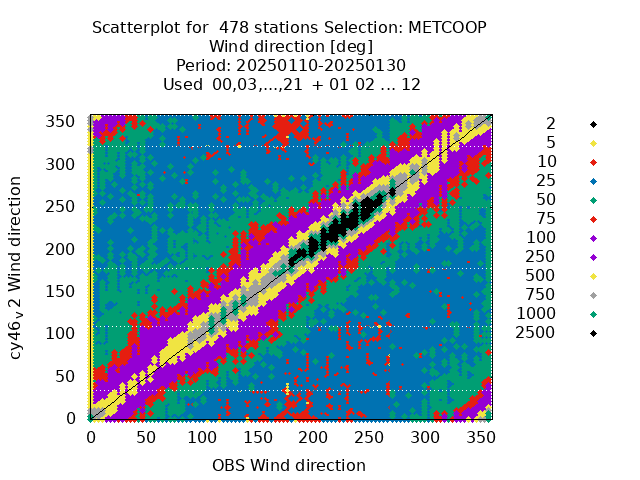 Scatterplot for 478 stations Selection: METCOOP
Wind direction [deg]
Period: 20250110-20250130
Used 00,03,...,21 + 01 02 ... 12
cy46v2 Wind direction
350
300
250
200
150
100
50
0
0 50 100 150 200 250 300 350
OBS Wind direction
2
5
10
25
50
75
100
250
500
750
1000
2500